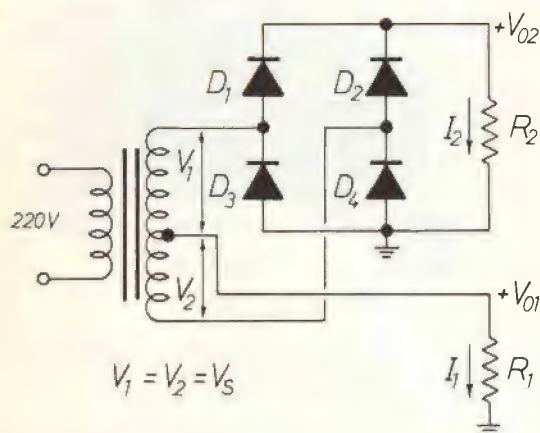 +V02
D1
D2
I2
R2
V1
D3
D4
220V
V2
+V01
V1 = V2 = VS
I1
R1